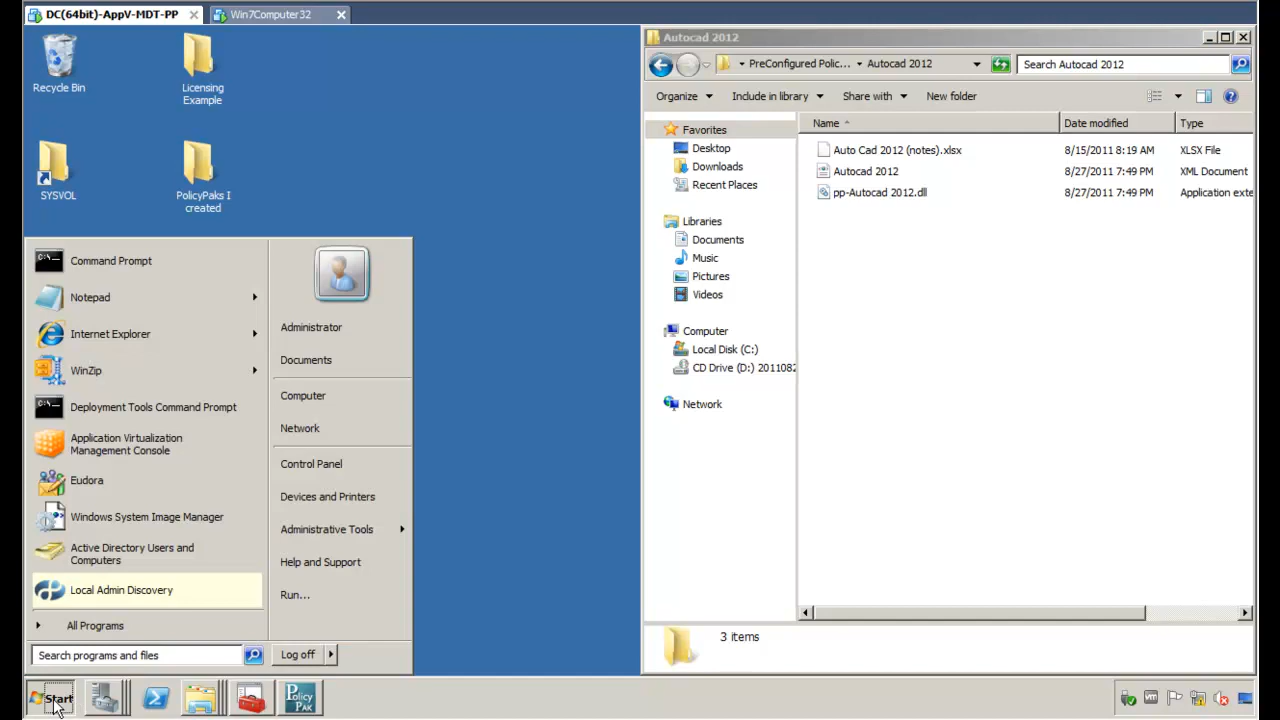 DC(64bit)-AppV-MDT-PP
Win7Computer32
Recycle Bin
Licensing
Example
SYSVOL
PolicyPaks I
created
Autocad 2012
PreConfigured Polic...
Autocad 2012
Search Autocad 2012
Organize
Include in library
Share with
New folder
Favorites
Desktop
Downloads
Recent Places
Libraries
Documents
Music
Pictures
Videos
Computer
Local Disk (C:)
CD Drive (D:) 2011082
Network
Name
Date modified
Type
Auto Cad 2012 (notes).xlsx
8/15/2011 8:19 AM
XLSX File
Autocad 2012
8/27/2011 7:49 PM
XML Document
pp-Autocad 2012.dll
8/27/2011 7:49 PM
Application exte
3 items
Command Prompt
Notepad
Internet Explorer
WinZip
Deployment Tools Command Prompt
Application Virtualization
Management Console
Eudora
Windows System Image Manager
Active Directory Users and
Computers
Local Admin Discovery
All Programs
Search programs and files
Administrator
Documents
Computer
Network
Control Panel
Devices and Printers
Administrative Tools
Help and Support
Run...
Log off
Start
Policy
Pak